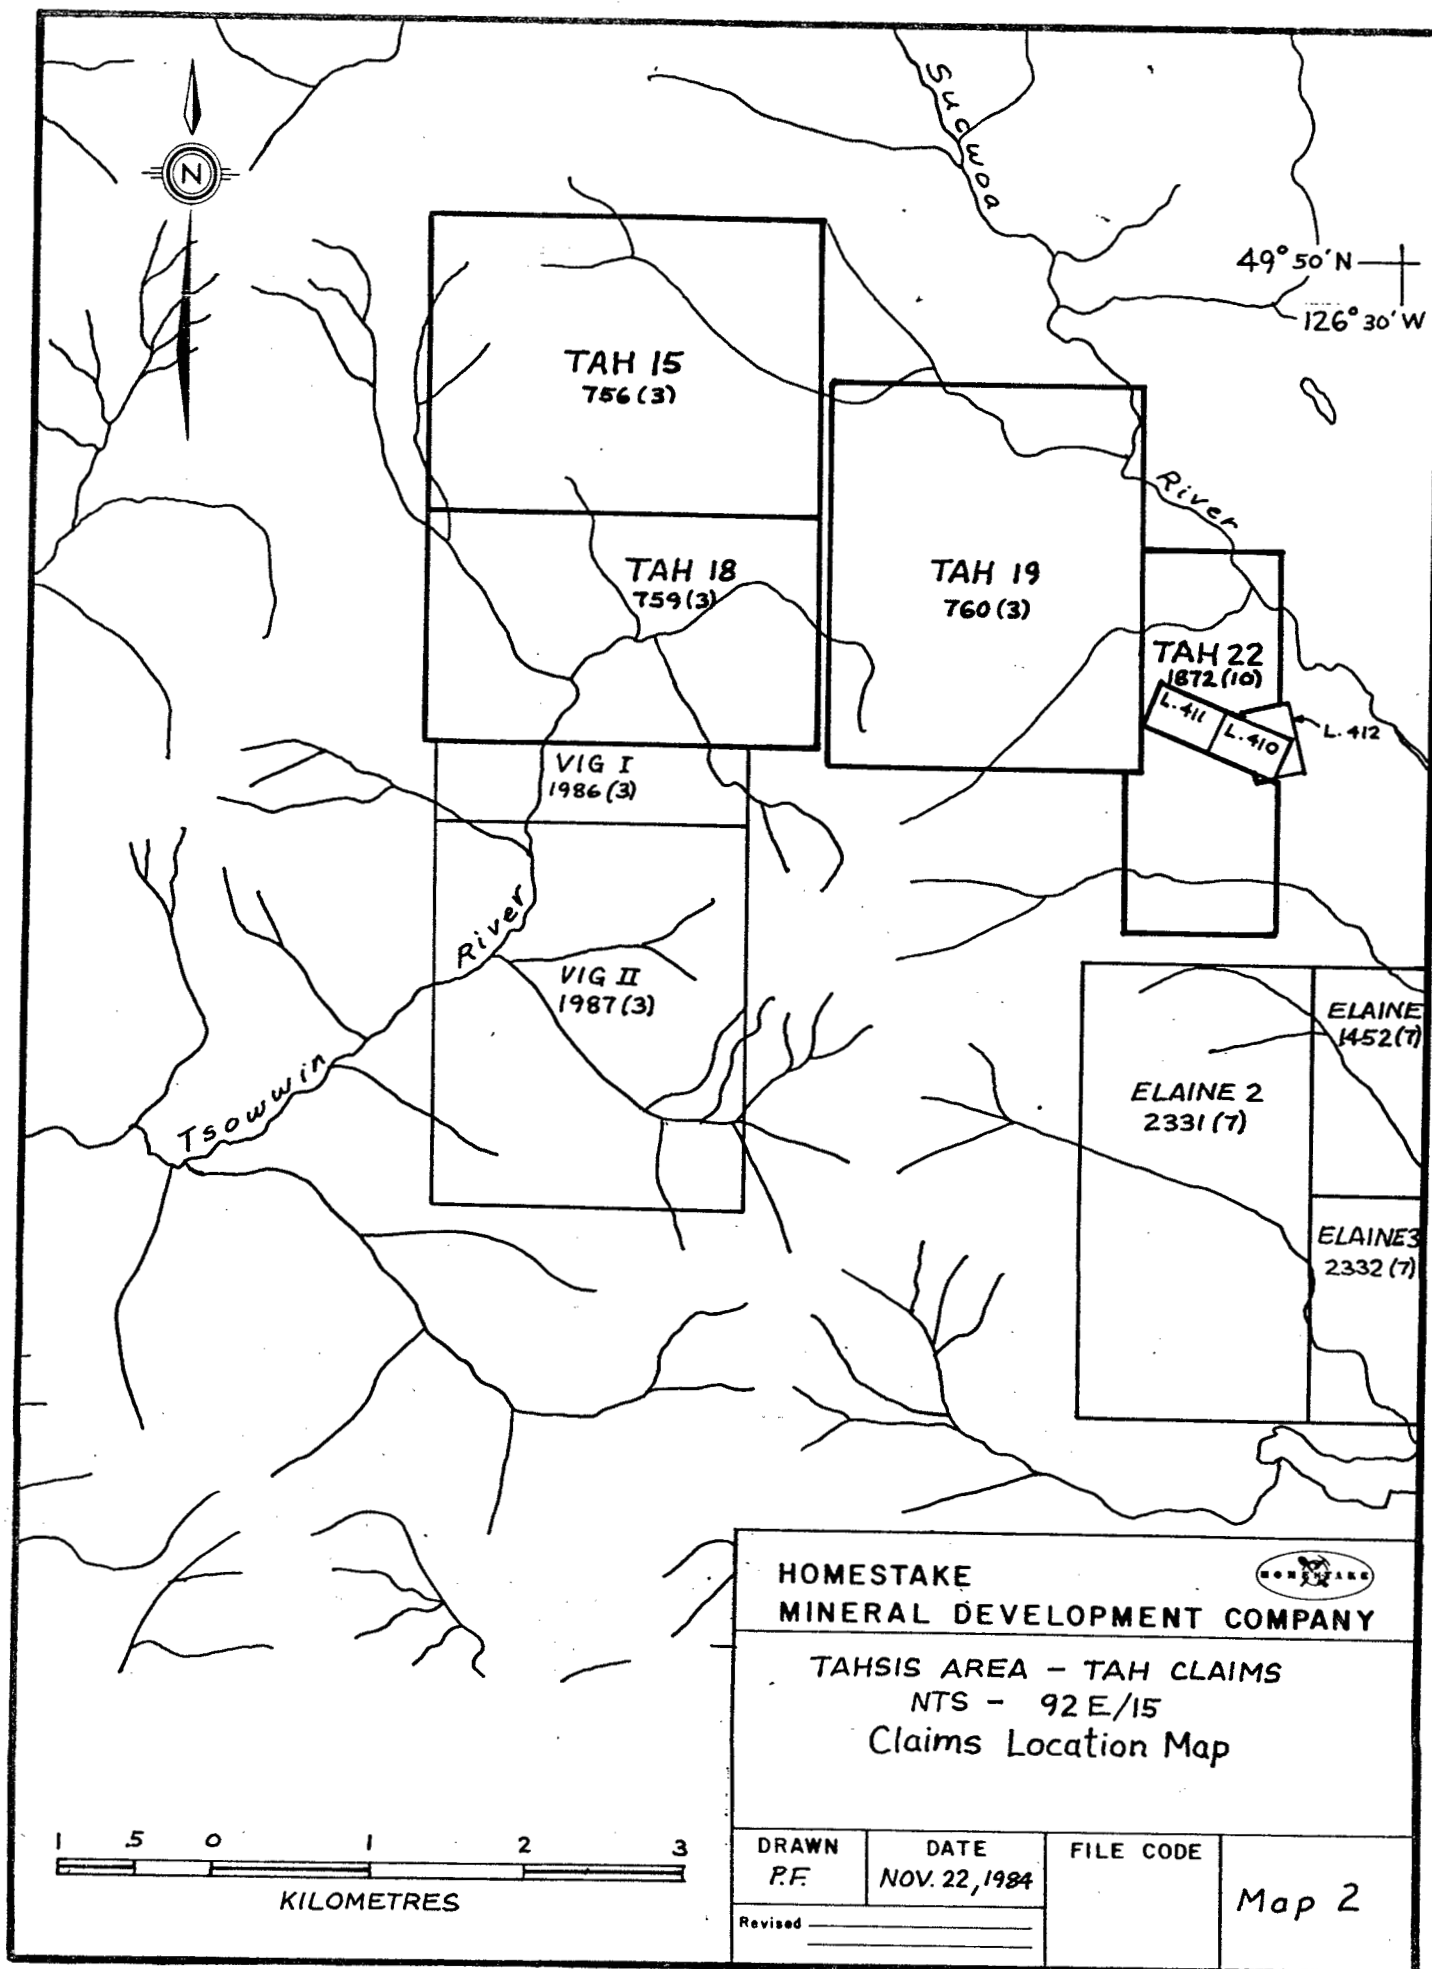 N
Sucwoa
49°50'N
126°30'W
TAH 15
756(3)
River
TAH 18
759(3)
TAH 19
760(3)
TAH 22
1872(10)
L.411
L.410
L.412
VIG I
1986(3)
River
VIG II
1987(3)
Tsowwin
ELAINE
1452(7)
ELAINE 2
2331(7)
ELAINE3
2332(7)
HOMESTAKE
HOMESTAKE
MINERAL DEVELOPMENT COMPANY
TAHSIS AREA – TAH CLAIMS
NTS – 92 E/15
Claims Location Map
1 .5 0 1 2 3
KILOMETRES
DRAWN
P.F.
DATE
NOV. 22, 1984
FILE CODE
Map 2
Revised